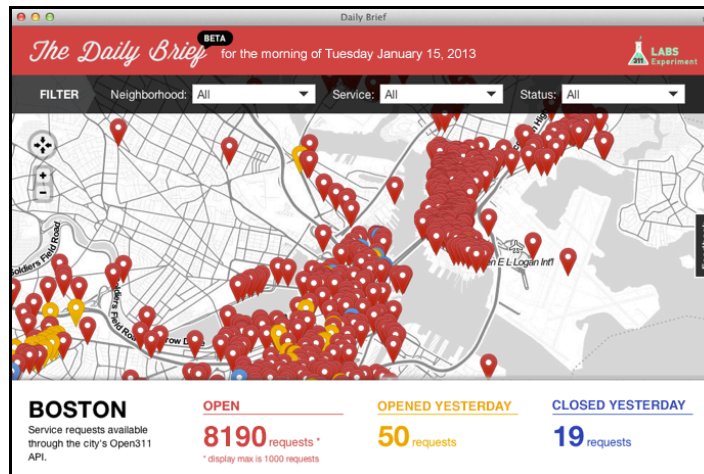 Daily Brief
The Daily Brief BETA for the morning of Tuesday January 15, 2013
311 LABS
Experiment
FILTER Neighborhood: All Service: All Status: All
+
-
Soldiers Field Road
Soldiers Field Road
E L Logan Int'l
BOSTON
Service requests available
through the city's Open311
API.
OPEN
8190 requests *
* display max is 1000 requests
OPENED YESTERDAY
50 requests
CLOSED YESTERDAY
19 requests